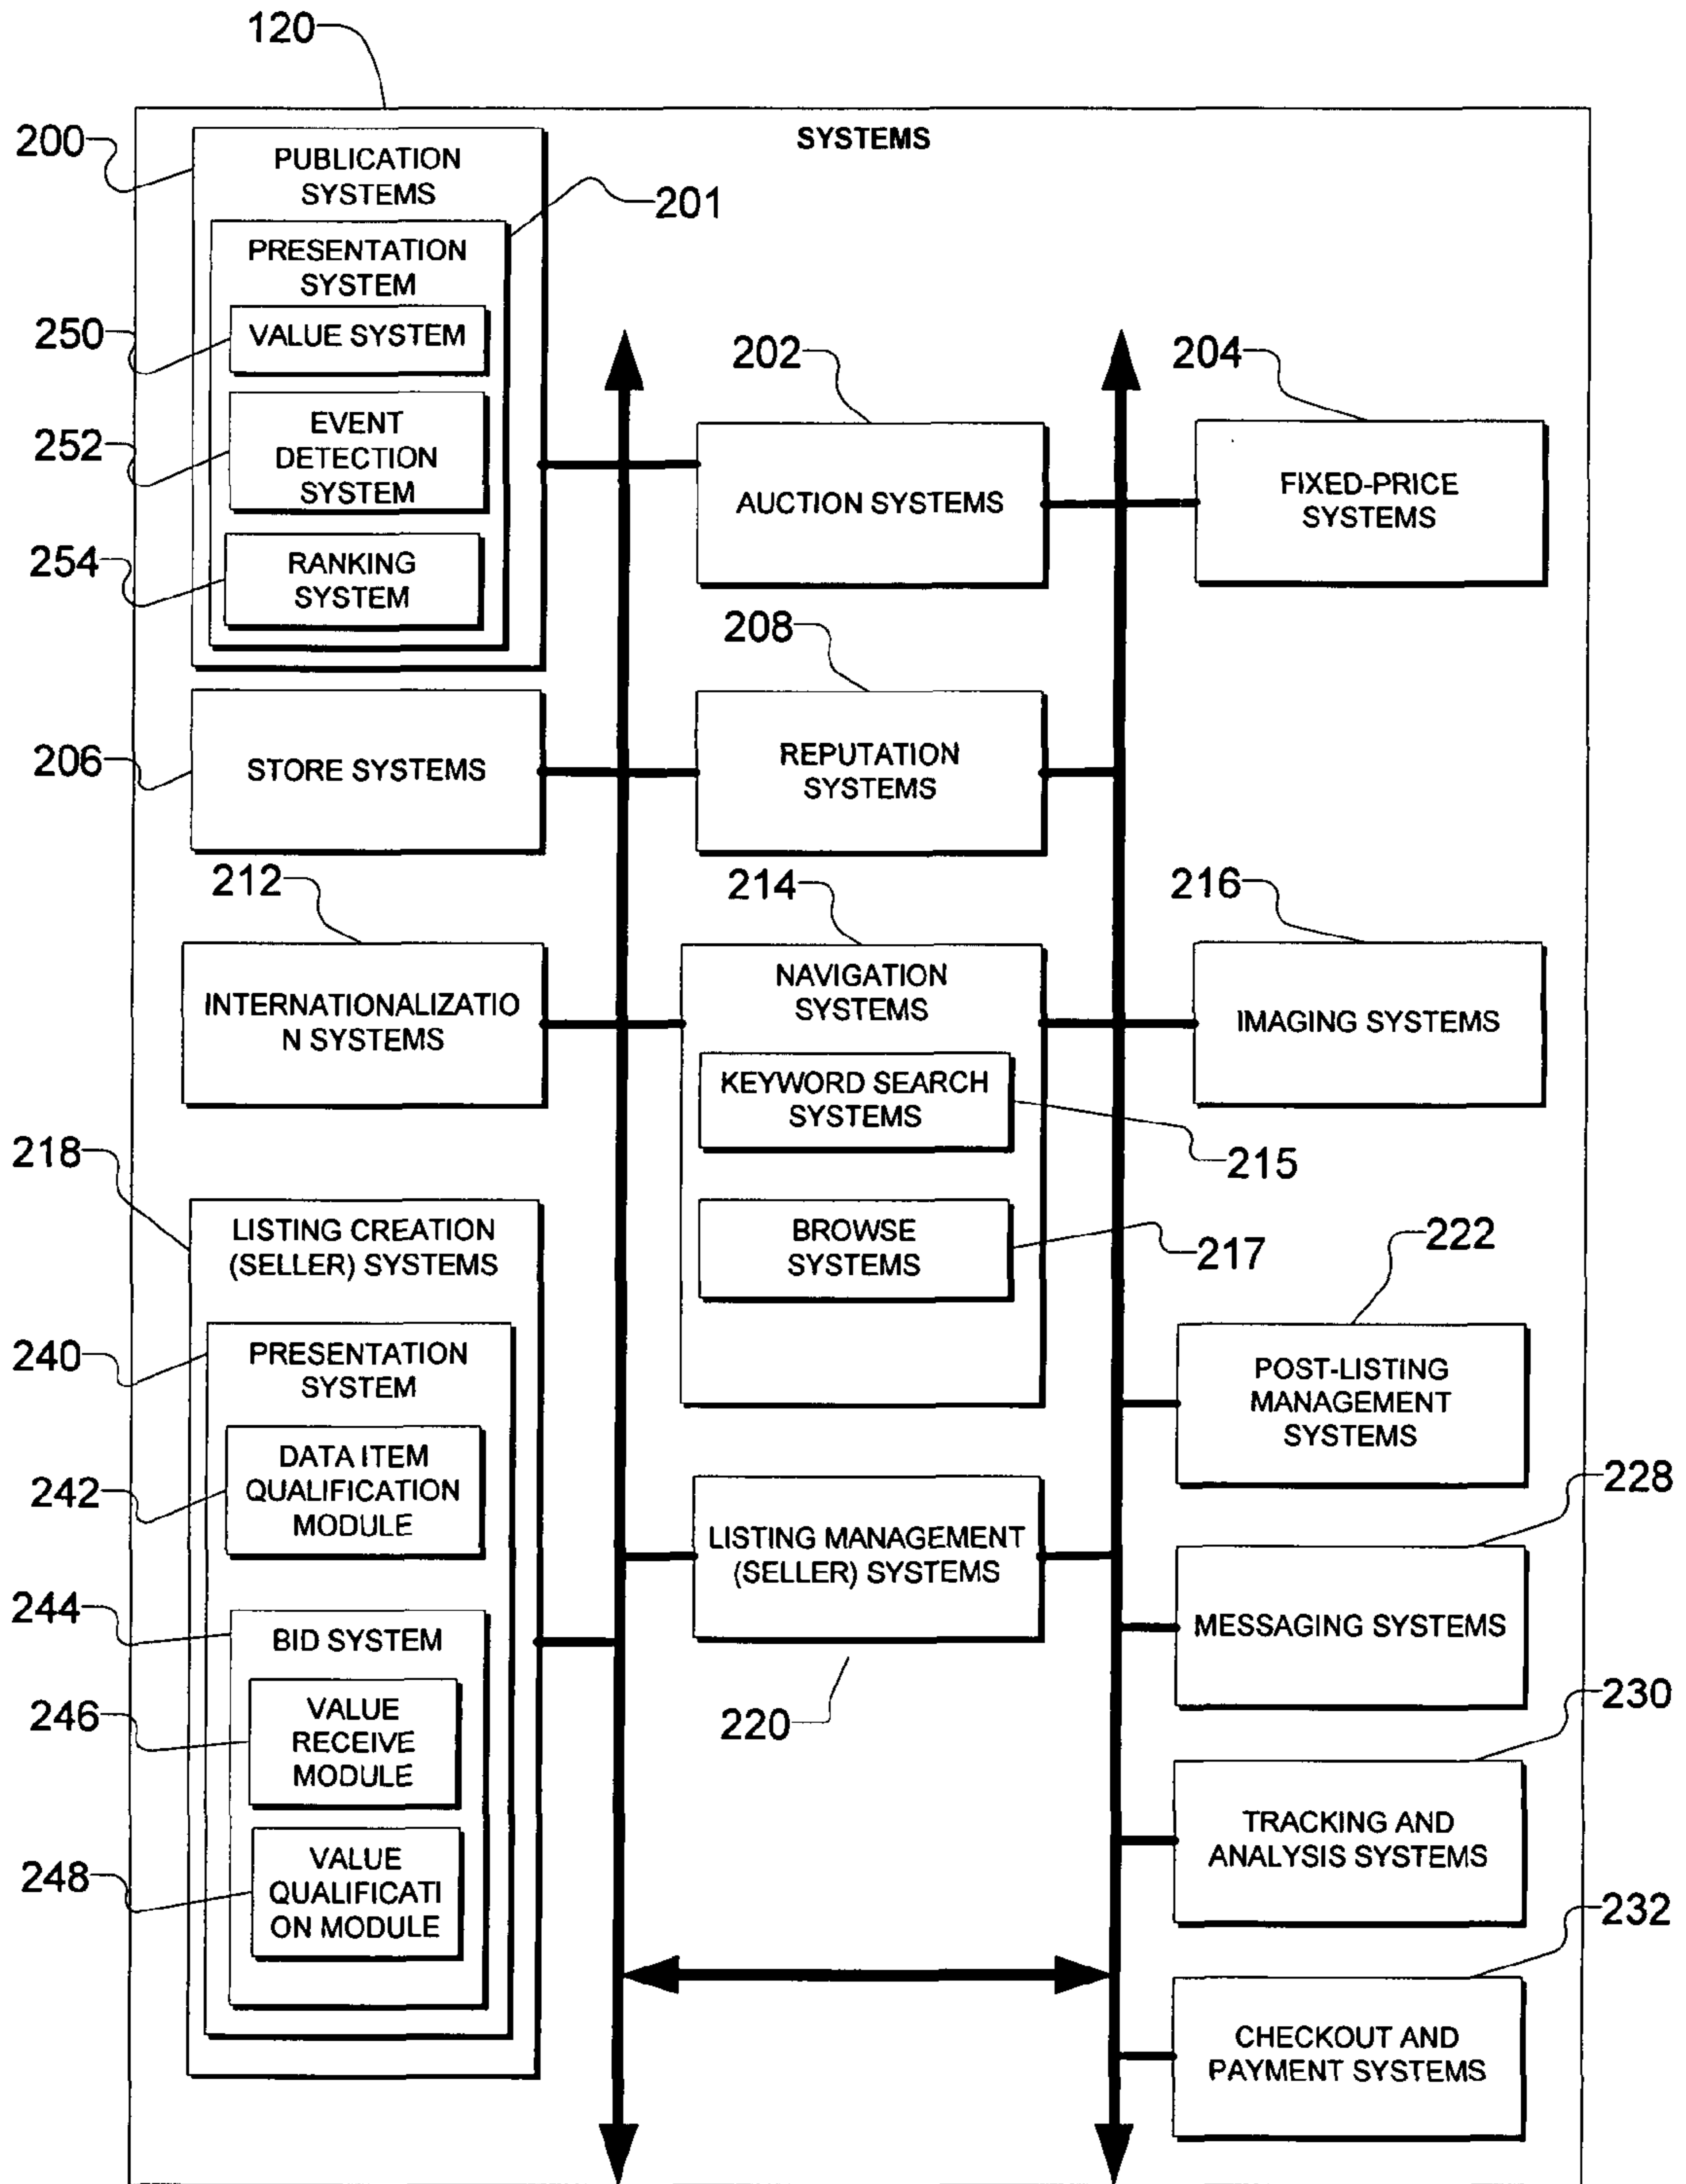 120
SYSTEMS
200
PUBLICATION
SYSTEMS
201
PRESENTATION
SYSTEM
250
VALUE SYSTEM
252
EVENT
DETECTION
SYSTEM
254
RANKING
SYSTEM
202
AUCTION SYSTEMS
204
FIXED-PRICE
SYSTEMS
206
STORE SYSTEMS
208
REPUTATION
SYSTEMS
212
INTERNATIONALIZATIO
N SYSTEMS
214
NAVIGATION
SYSTEMS
KEYWORD SEARCH
SYSTEMS
215
BROWSE
SYSTEMS
217
216
IMAGING SYSTEMS
218
LISTING CREATION
(SELLER) SYSTEMS
240
PRESENTATION
SYSTEM
242
DATA ITEM
QUALIFICATION
MODULE
244
BID SYSTEM
246
VALUE
RECEIVE
MODULE
248
VALUE
QUALIFICATI
ON MODULE
LISTING MANAGEMENT
(SELLER) SYSTEMS
220
222
POST-LISTING
MANAGEMENT
SYSTEMS
228
MESSAGING SYSTEMS
230
TRACKING AND
ANALYSIS SYSTEMS
232
CHECKOUT AND
PAYMENT SYSTEMS